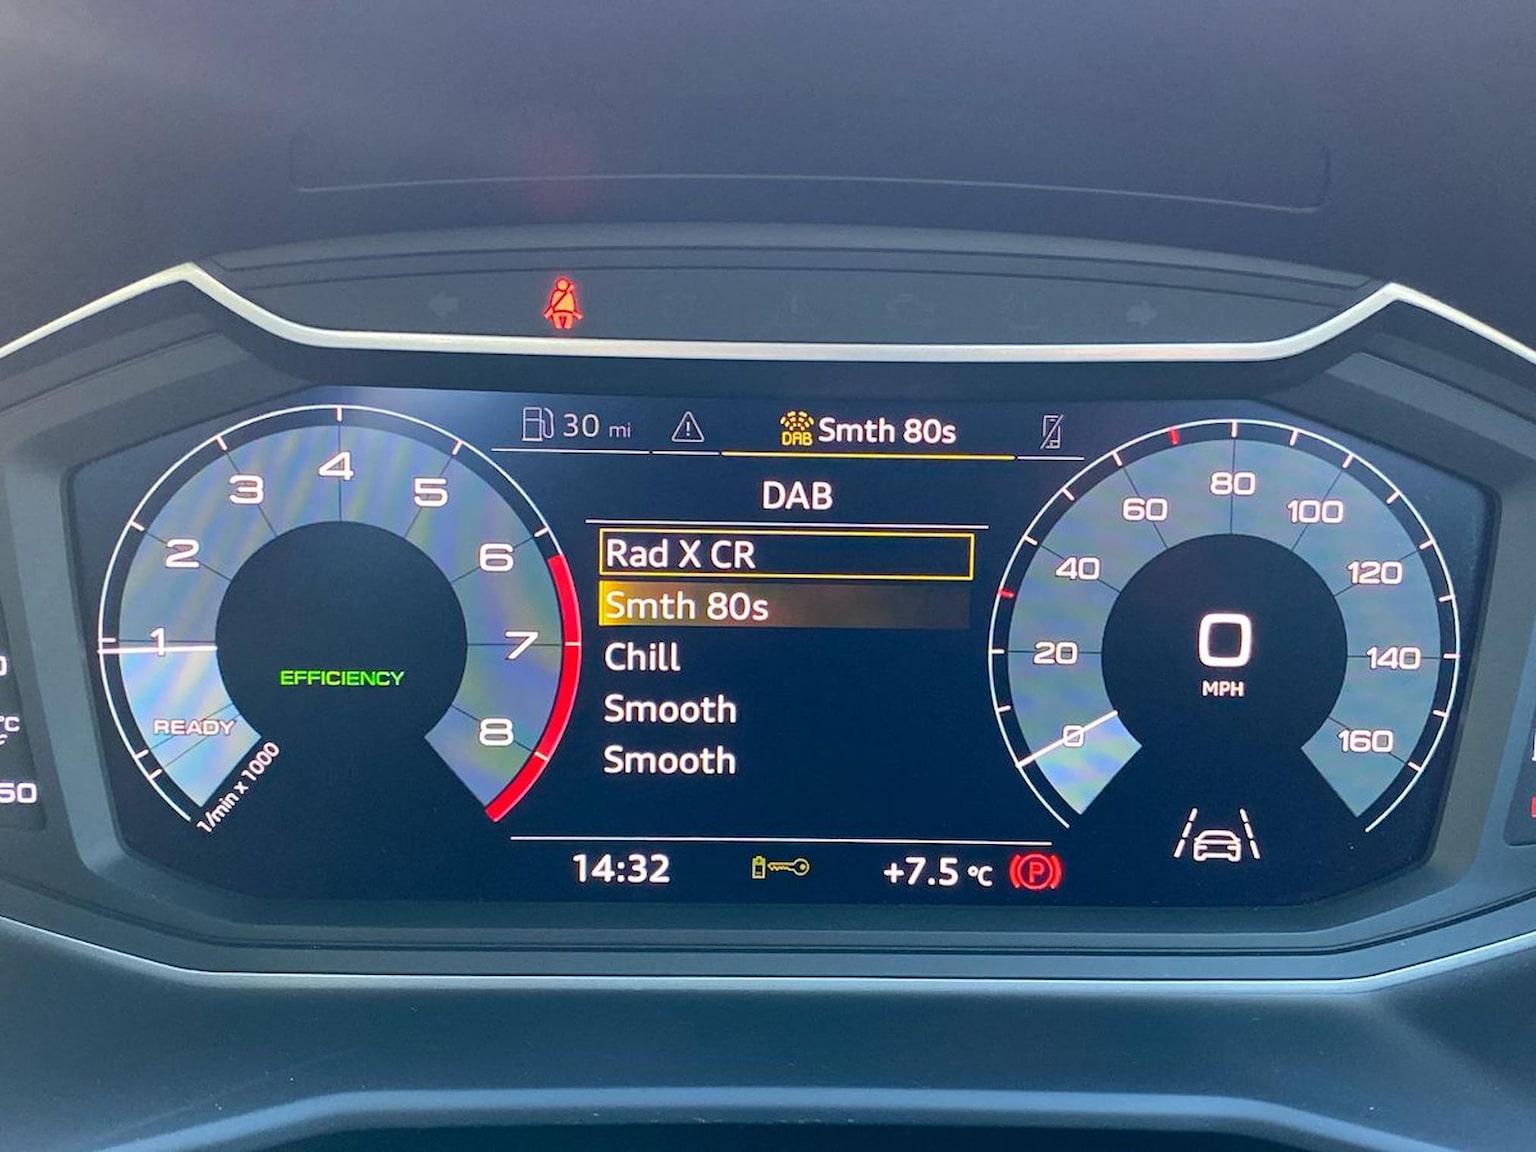 30 mi
DAB Smth 80s
DAB
Rad X CR
Smth 80s
Chill
Smooth
Smooth
14:32
+7.5 °C
P
READY
1
2
3
4
5
6
7
8
1/min x 1000
EFFICIENCY
0
20
40
60
80
100
120
140
160
0
MPH
°C
50